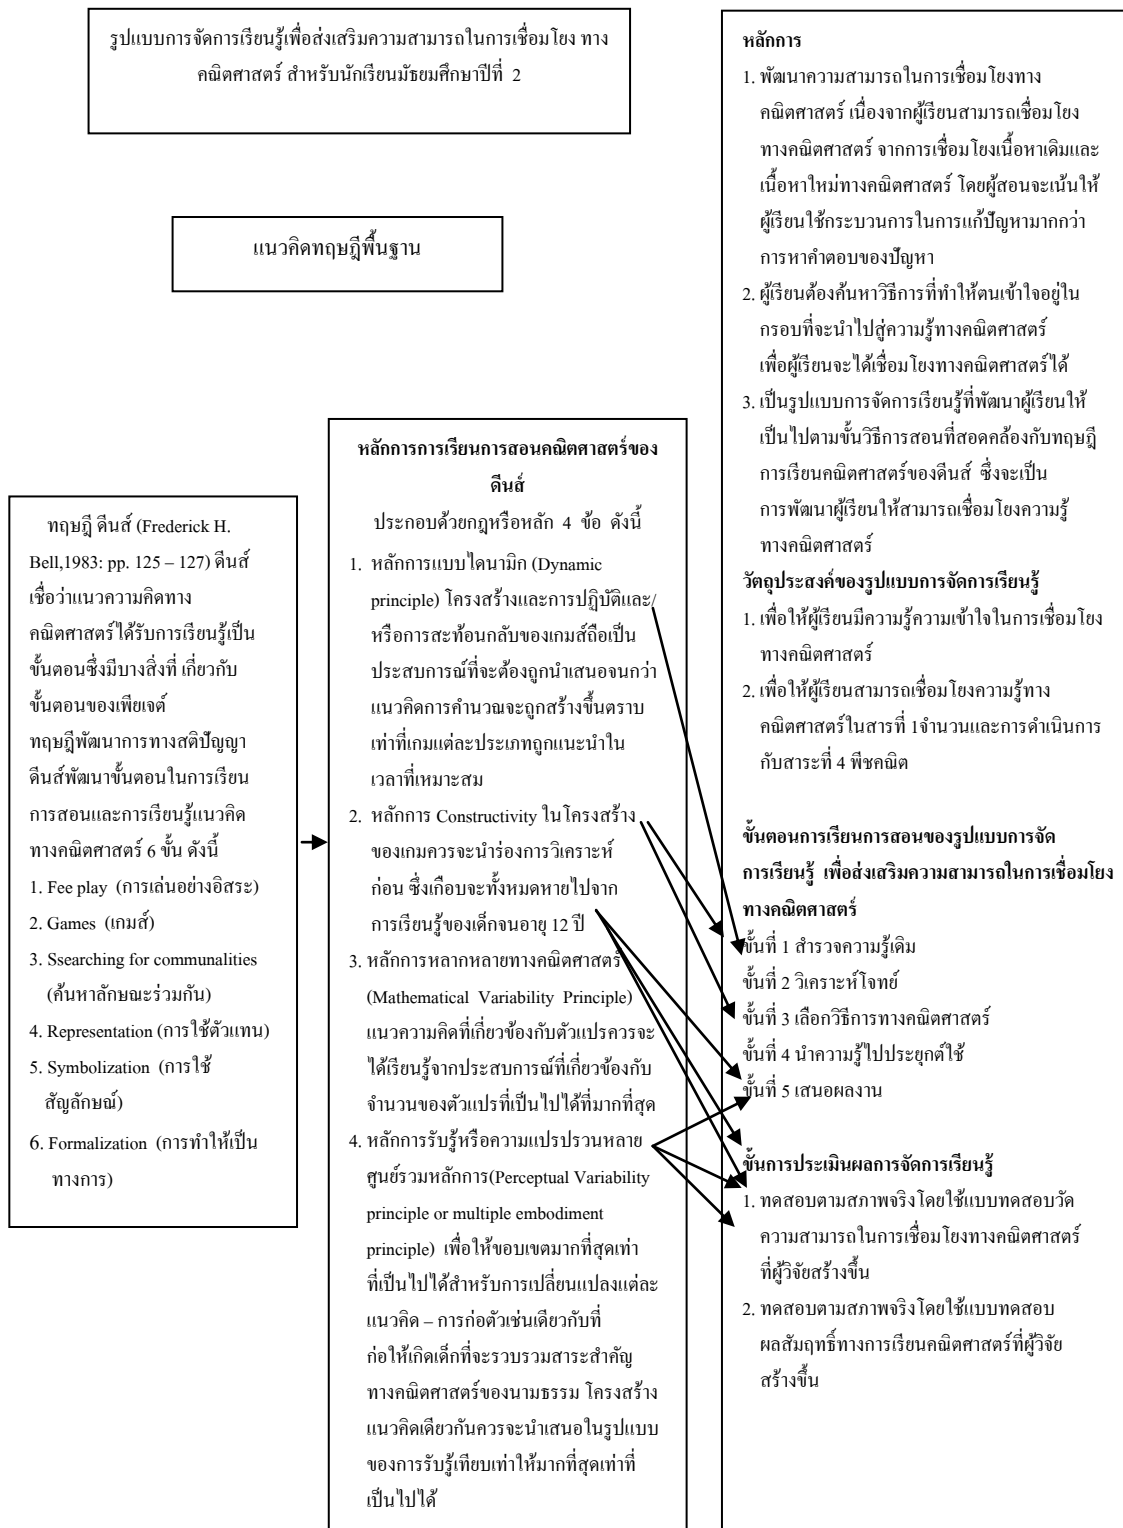 รูปแบบการจัดการเรียนรู้เพื่อส่งเสริมความสามารถในการเชื่อมโยง ทาง
คณิตศาสตร์ สำหรับนักเรียนมัธยมศึกษาปีที่ 2
แนวคิดทฤษฎีพื้นฐาน
ทฤษฎี ดีนส์ (Frederick H.
Bell,1983: pp. 125 – 127) ดีนส์
เชื่อว่าแนวความคิดทาง
คณิตศาสตร์ได้รับการเรียนรู้เป็น
ขั้นตอนซึ่งมีบางสิ่งที่ เกี่ยวกับ
ขั้นตอนของเพียเจต์
ทฤษฎีพัฒนาการทางสติปัญญา
ดีนส์พัฒนาขั้นตอนในการเรียน
การสอนและการเรียนรู้แนวคิด
ทางคณิตศาสตร์ 6 ขั้น ดังนี้
1. Fee play (การเล่นอย่างอิสระ)
2. Games (เกมส์)
3. Ssearching for communalities
(ค้นหาลักษณะร่วมกัน)
4. Representation (การใช้ตัวแทน)
5. Symbolization (การใช้
สัญลักษณ์)
6. Formalization (การทำให้เป็น
ทางการ)
หลักการการเรียนการสอนคณิตศาสตร์ของ
ดีนส์
ประกอบด้วยกฎหรือหลัก 4 ข้อ ดังนี้
1. หลักการแบบไดนามิก (Dynamic
principle) โครงสร้างและการปฏิบัติและ/
หรือการสะท้อนกลับของเกมส์ถือเป็น
ประสบการณ์ที่จะต้องถูกนำเสนอจนกว่า
แนวคิดการคำนวณจะถูกสร้างขึ้นตราบ
เท่าที่เกมแต่ละประเภทถูกแนะนำใน
เวลาที่เหมาะสม
2. หลักการ Constructivity ในโครงสร้าง
ของเกมควรจะนำร่องการวิเคราะห์
ก่อน ซึ่งเกือบจะทั้งหมดหายไปจาก
การเรียนรู้ของเด็กจนอายุ 12 ปี
3. หลักการหลากหลายทางคณิตศาสตร์
(Mathematical Variability Principle)
แนวความคิดที่เกี่ยวข้องกับตัวแปรควรจะ
ได้เรียนรู้จากประสบการณ์ที่เกี่ยวข้องกับ
จำนวนของตัวแปรที่เป็นไปได้ที่มากที่สุด
4. หลักการรับรู้หรือความแปรปรวนหลาย
ศูนย์รวมหลักการ(Perceptual Variability
principle or multiple embodiment
principle) เพื่อให้ขอบเขตมากที่สุดเท่า
ที่เป็นไปได้สำหรับการเปลี่ยนแปลงแต่ละ
แนวคิด – การก่อตัวเช่นเดียวกับที่
ก่อให้เกิดเด็กที่จะรวบรวมสาระสำคัญ
ทางคณิตศาสตร์ของนามธรรม โครงสร้าง
แนวคิดเดียวกันควรจะนำเสนอในรูปแบบ
ของการรับรู้เทียบเท่าให้มากที่สุดเท่าที่
เป็นไปได้
หลักการ
1. พัฒนาความสามารถในการเชื่อมโยงทาง
คณิตศาสตร์ เนื่องจากผู้เรียนสามารถเชื่อมโยง
ทางคณิตศาสตร์ จากการเชื่อมโยงเนื้อหาเดิมและ
เนื้อหาใหม่ทางคณิตศาสตร์ โดยผู้สอนจะเน้นให้
ผู้เรียนใช้กระบวนการในการแก้ปัญหามากกว่า
การหาคำตอบของปัญหา
2. ผู้เรียนต้องค้นหาวิธีการที่ทำให้ตนเข้าใจอยู่ใน
กรอบที่จะนำไปสู่ความรู้ทางคณิตศาสตร์
เพื่อผู้เรียนจะได้เชื่อมโยงทางคณิตศาสตร์ได้
3. เป็นรูปแบบการจัดการเรียนรู้ที่พัฒนาผู้เรียนให้
เป็นไปตามขั้นวิธีการสอนที่สอดคล้องกับทฤษฎี
การเรียนคณิตศาสตร์ของดีนส์ ซึ่งจะเป็น
การพัฒนาผู้เรียนให้สามารถเชื่อมโยงความรู้
ทางคณิตศาสตร์
วัตถุประสงค์ของรูปแบบการจัดการเรียนรู้
1. เพื่อให้ผู้เรียนมีความรู้ความเข้าใจในการเชื่อมโยง
ทางคณิตศาสตร์
2. เพื่อให้ผู้เรียนสามารถเชื่อมโยงความรู้ทาง
คณิตศาสตร์ในสารที่ 1จำนวนและการดำเนินการ
กับสาระที่ 4 พีชคณิต
ขั้นตอนการเรียนการสอนของรูปแบบการจัด
การเรียนรู้ เพื่อส่งเสริมความสามารถในการเชื่อมโยง
ทางคณิตศาสตร์
ขั้นที่ 1 สำรวจความรู้เดิม
ขั้นที่ 2 วิเคราะห์โจทย์
ขั้นที่ 3 เลือกวิธีการทางคณิตศาสตร์
ขั้นที่ 4 นำความรู้ไปประยุกต์ใช้
ขั้นที่ 5 เสนอผลงาน
ขั้นการประเมินผลการจัดการเรียนรู้
1. ทดสอบตามสภาพจริงโดยใช้แบบทดสอบวัด
ความสามารถในการเชื่อมโยงทางคณิตศาสตร์
ที่ผู้วิจัยสร้างขึ้น
2. ทดสอบตามสภาพจริงโดยใช้แบบทดสอบ
ผลสัมฤทธิ์ทางการเรียนคณิตศาสตร์ที่ผู้วิจัย
สร้างขึ้น